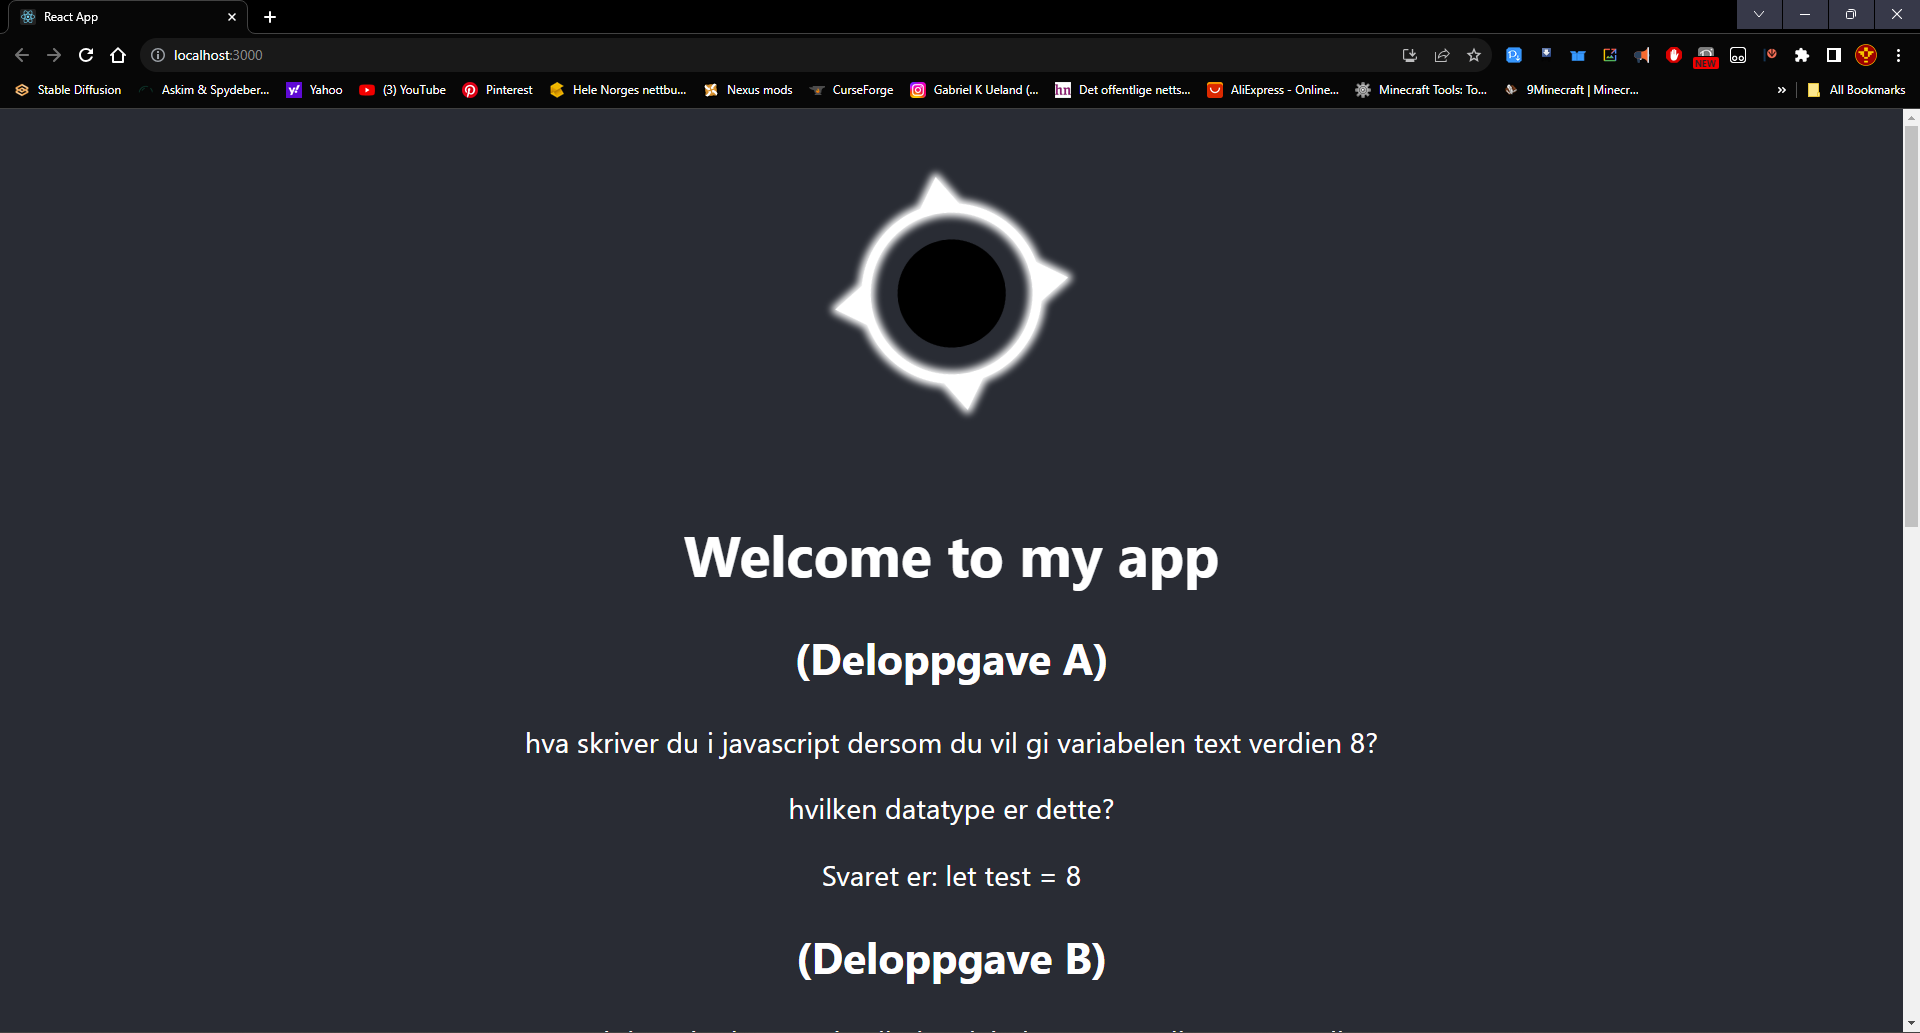 React App
localhost:3000
NEW
Stable Diffusion Askim & Spydeber... Yahoo (3) YouTube Pinterest Hele Norges nettbu... Nexus mods CurseForge Gabriel K Ueland (... hn Det offentlige netts... AliExpress - Online... Minecraft Tools: To... 9Minecraft | Minecr... » All Bookmarks
Welcome to my app
(Deloppgave A)
hva skriver du i javascript dersom du vil gi variabelen text verdien 8?
hvilken datatype er dette?
Svaret er: let test = 8
(Deloppgave B)